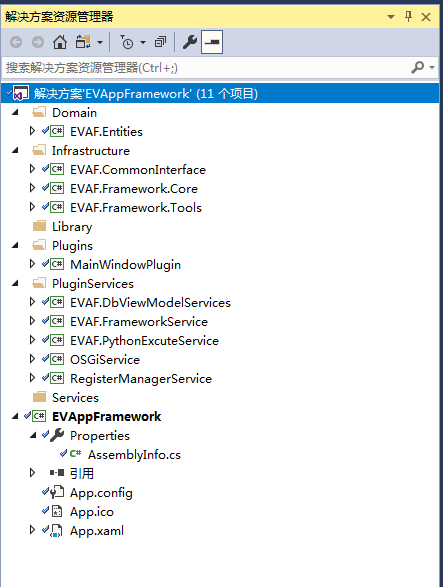 解决方案资源管理器
搜索解决方案资源管理器(Ctrl+;)
解决方案'EVAppFramework' (11 个项目)
Domain
EVAF.Entities
Infrastructure
EVAF.CommonInterface
EVAF.Framework.Core
EVAF.Framework.Tools
Library
Plugins
MainWindowPlugin
PluginServices
EVAF.DbViewModelServices
EVAF.FrameworkService
EVAF.PythonExcuteService
OSGiService
RegisterManagerService
Services
EVAppFramework
Properties
C# AssemblyInfo.cs
引用
App.config
App.ico
App.xaml